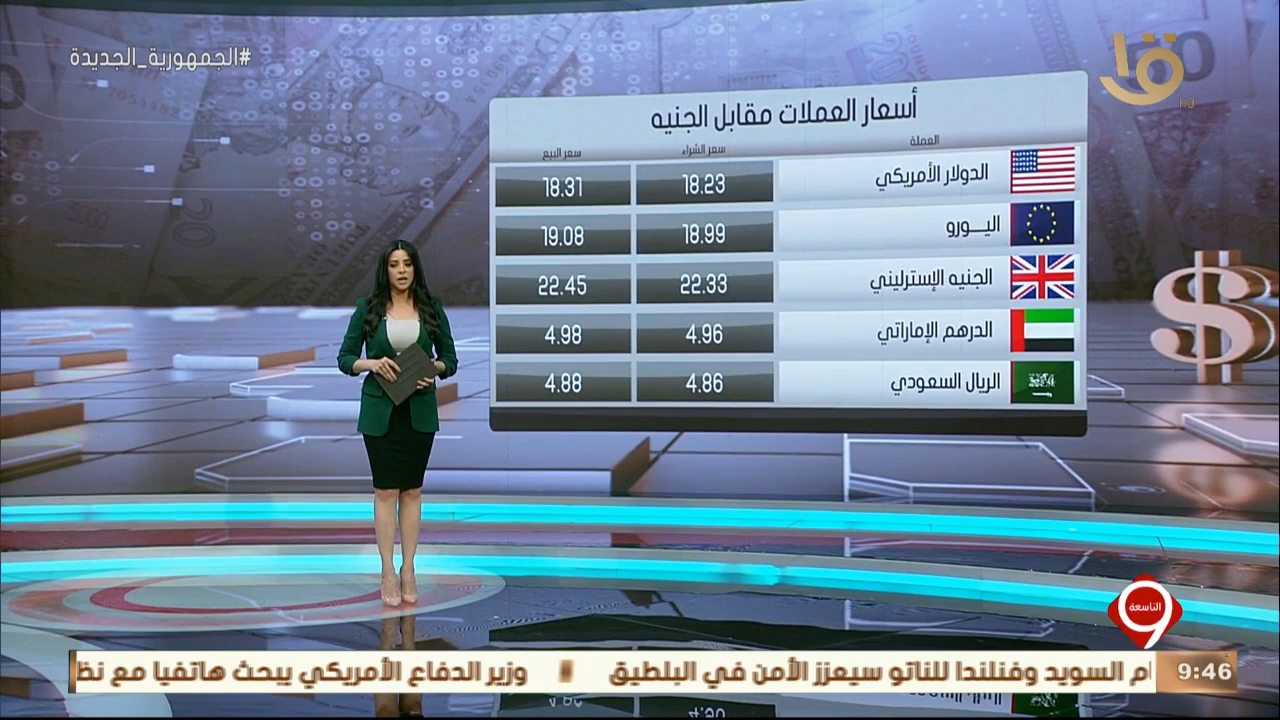 #الجمهورية_الجديدة
HD
أسعار العملات مقابل الجنيه
العملة سعر الشراء سعر البيع
الدولار الأمريكي 18.23 18.31
اليـــورو 18.99 19.08
الجنيه الإسترليني 22.33 22.45
الدرهم الإماراتي 4.96 4.98
الريال السعودي 4.86 4.88
التاسعة
9
السويد وفنلندا للناتو سيعزز الأمن في البلطيق وزير الدفاع الأمريكي يبحث هاتفيا مع
9:46